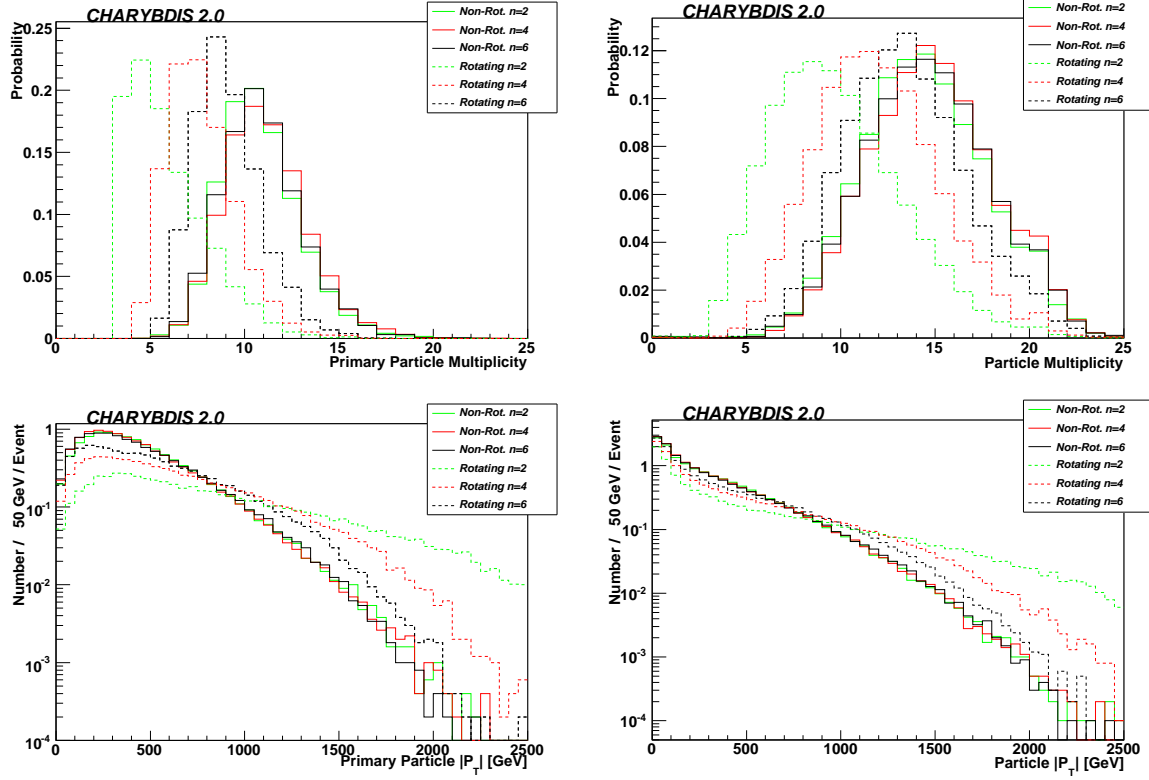 CHARYBDIS 2.0
Probability
0.25
0.2
0.15
0.1
0.05
0
0 5 10 15 20 25
Primary Particle Multiplicity
Non-Rot. n=2
Non-Rot. n=4
Non-Rot. n=6
Rotating n=2
Rotating n=4
Rotating n=6
CHARYBDIS 2.0
Probability
0.12
0.1
0.08
0.06
0.04
0.02
0
0 5 10 15 20 25
Particle Multiplicity
Non-Rot. n=2
Non-Rot. n=4
Non-Rot. n=6
Rotating n=2
Rotating n=4
Rotating n=6
CHARYBDIS 2.0
Number / 50 GeV / Event
1
10⁻¹
10⁻²
10⁻³
10⁻⁴
0 500 1000 1500 2000 2500
Primary Particle |P_T| [GeV]
Non-Rot. n=2
Non-Rot. n=4
Non-Rot. n=6
Rotating n=2
Rotating n=4
Rotating n=6
CHARYBDIS 2.0
Number / 50 GeV / Event
1
10⁻¹
10⁻²
10⁻³
10⁻⁴
0 500 1000 1500 2000 2500
Particle |P_T| [GeV]
Non-Rot. n=2
Non-Rot. n=4
Non-Rot. n=6
Rotating n=2
Rotating n=4
Rotating n=6